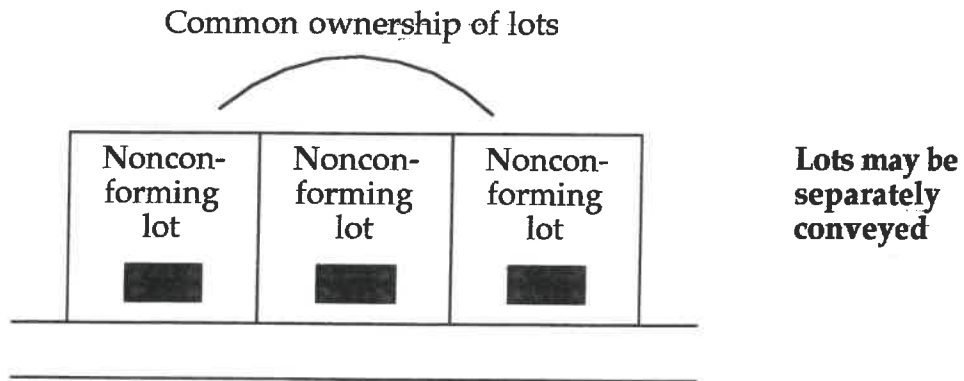 Common ownership of lots
Noncon-
forming
lot
Noncon-
forming
lot
Noncon-
forming
lot
Lots may be
separately
conveyed